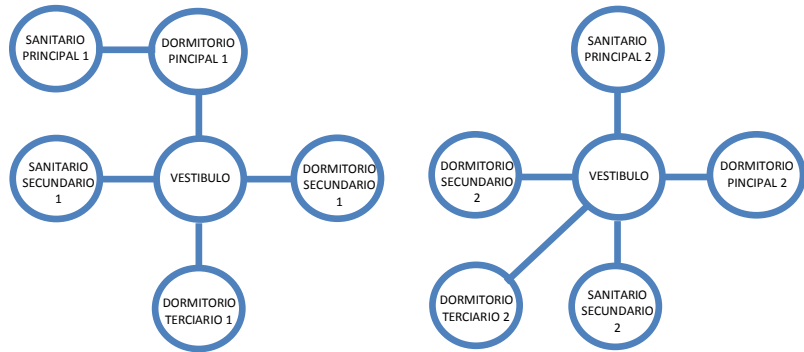 SANITARIO
PRINCIPAL 1
DORMITORIO
PINCIPAL 1
SANITARIO
SECUNDARIO
1
VESTIBULO
DORMITORIO
SECUNDARIO
1
DORMITORIO
TERCIARIO 1
SANITARIO
PRINCIPAL 2
DORMITORIO
SECUNDARIO
2
VESTIBULO
DORMITORIO
PINCIPAL 2
DORMITORIO
TERCIARIO 2
SANITARIO
SECUNDARIO
2